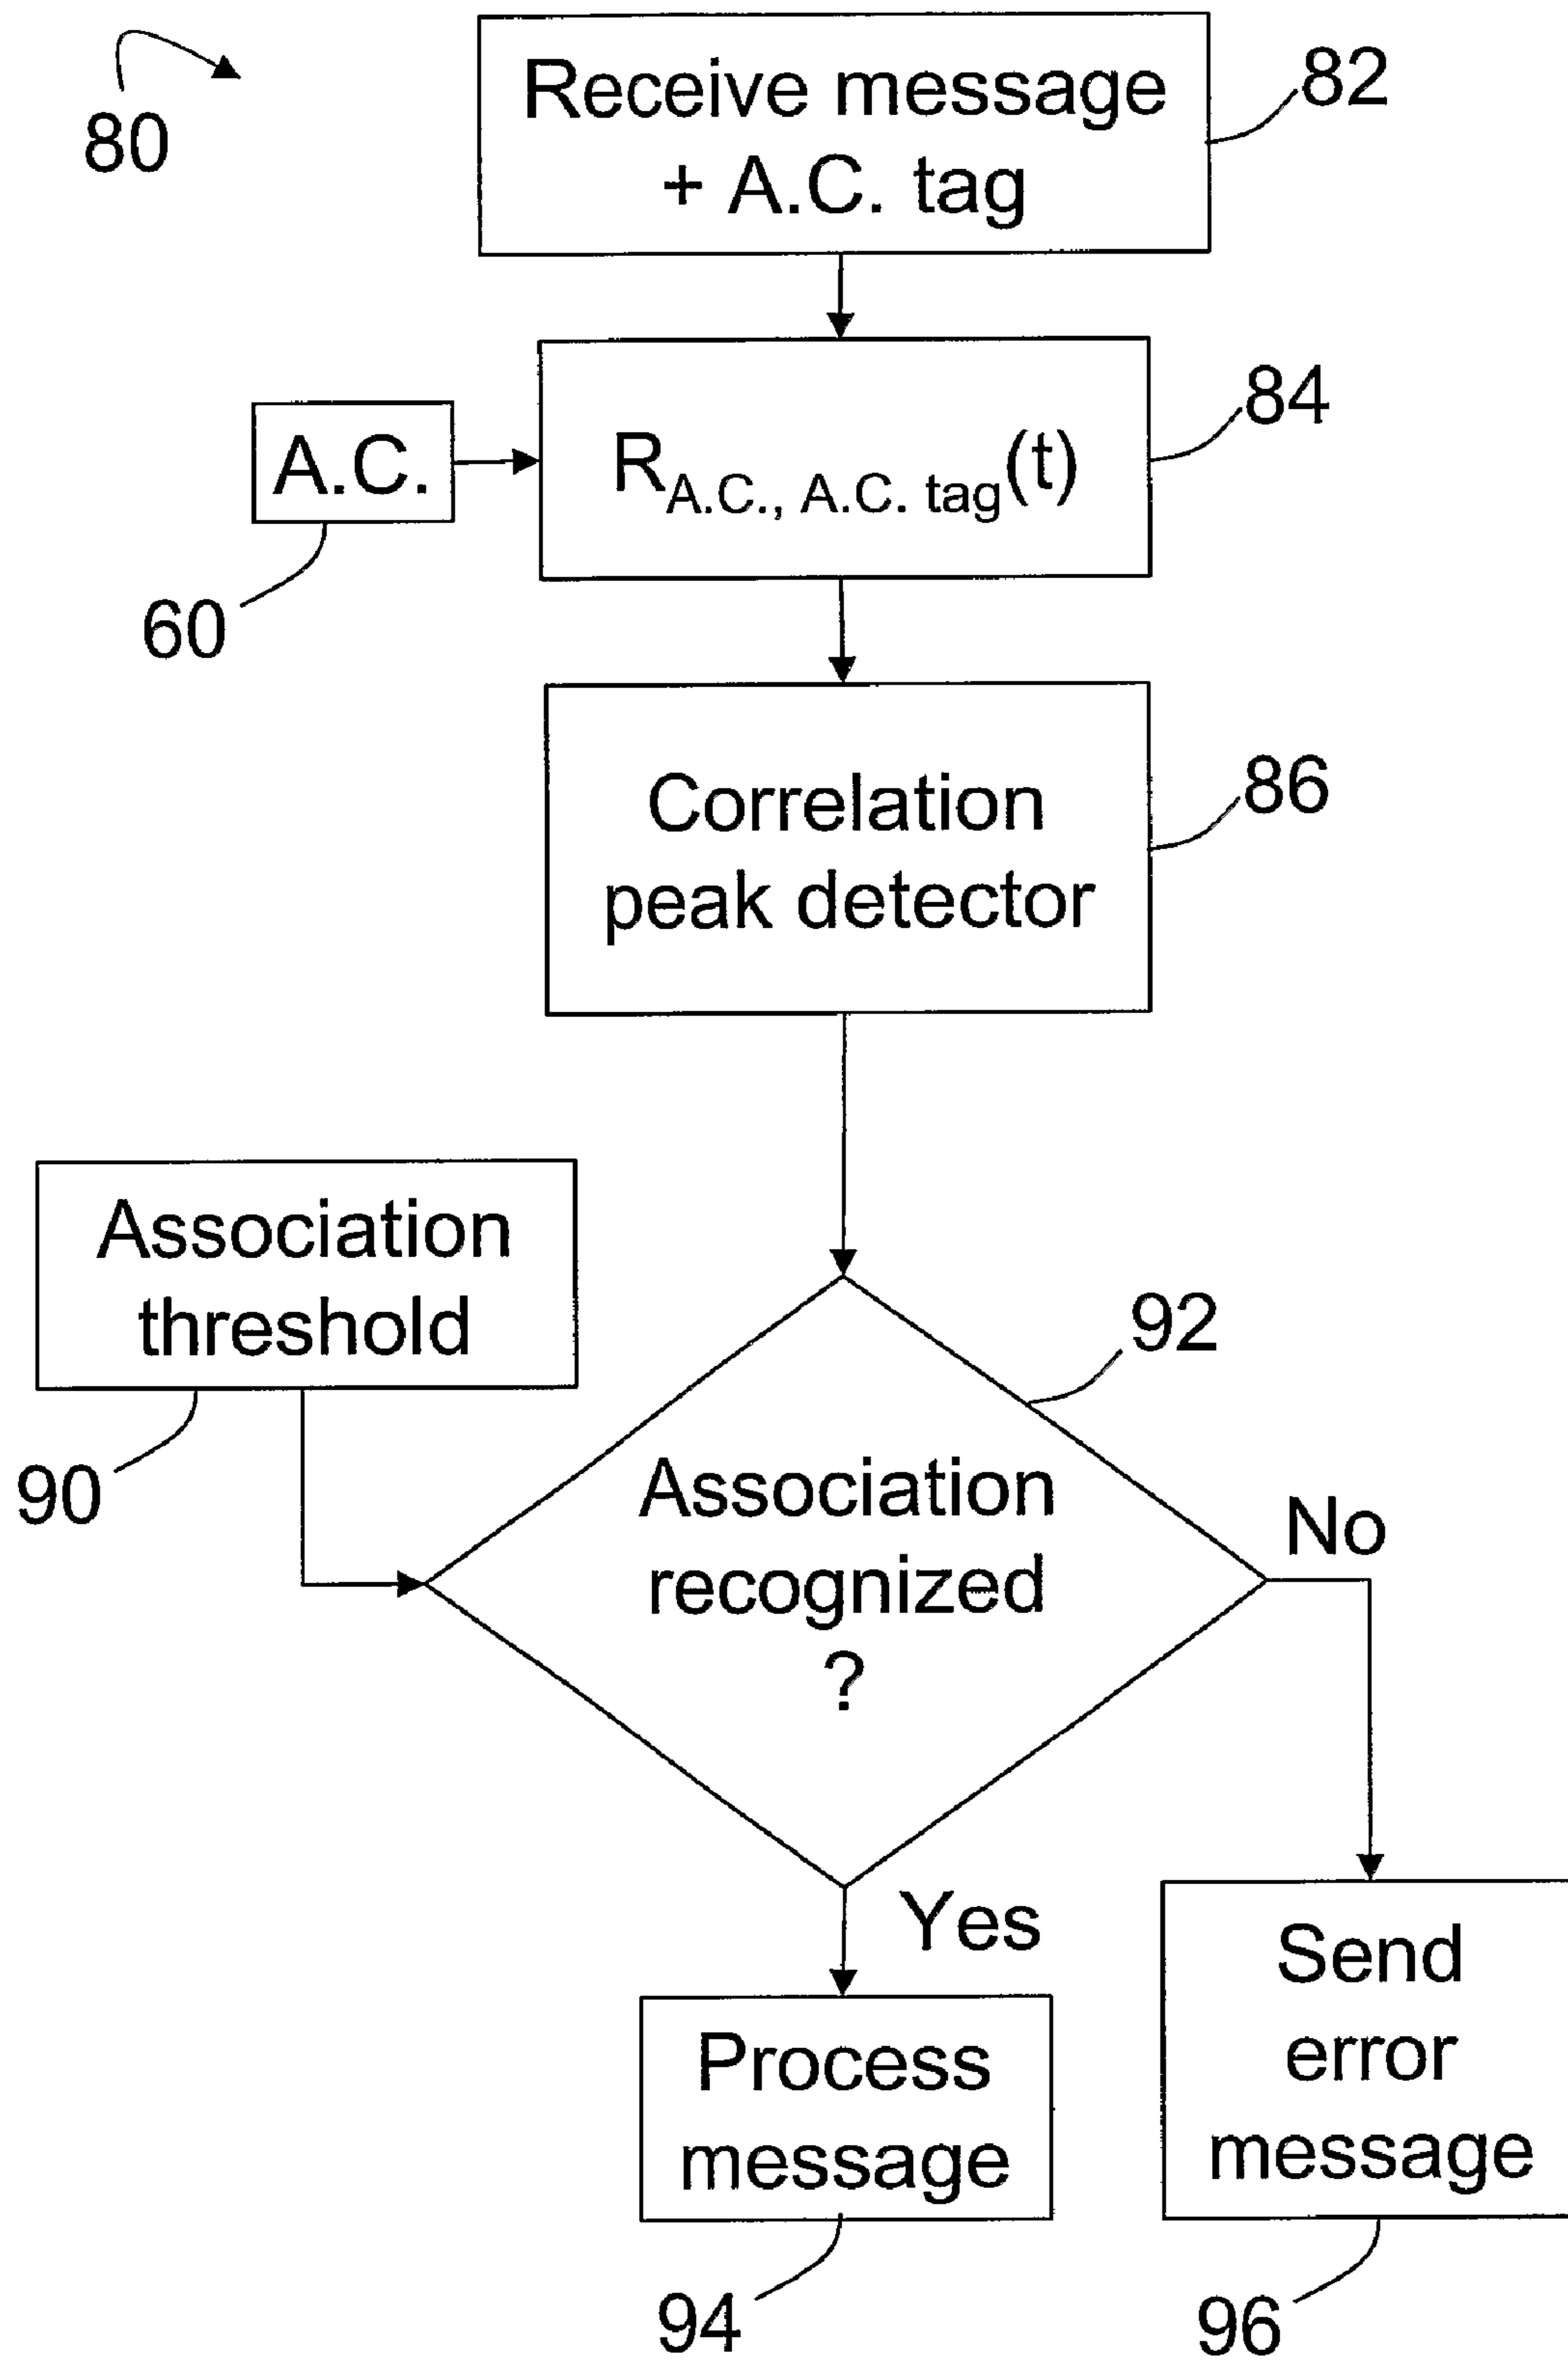 80
Receive message
+ A.C. tag
82
A.C.
60
R A.C., A.C. tag (t)
84
Correlation
peak detector
86
Association
threshold
90
92
Association
recognized
?
No
Yes
Process
message
94
Send
error
message
96